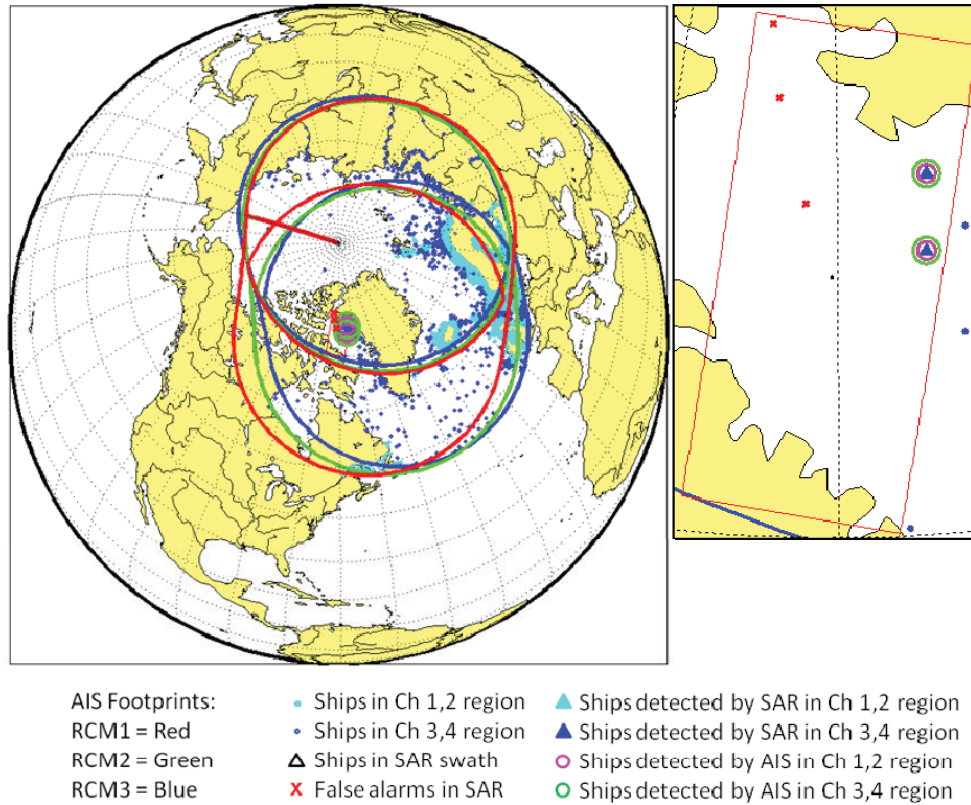 AIS Footprints:
RCM1 = Red
RCM2 = Green
RCM3 = Blue
Ships in Ch 1,2 region
Ships in Ch 3,4 region
Ships in SAR swath
False alarms in SAR
Ships detected by SAR in Ch 1,2 region
Ships detected by SAR in Ch 3,4 region
Ships detected by AIS in Ch 1,2 region
Ships detected by AIS in Ch 3,4 region